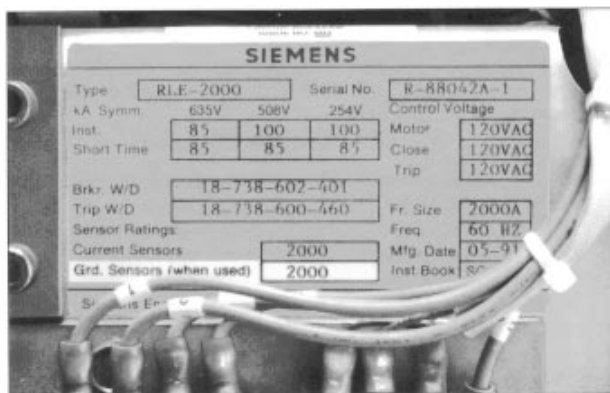 SIEMENS
Type RLE-2000 Serial No. R-88042A-1
kA Symm. 635V 508V 254V Control Voltage
Inst. 85 100 100 Motor 120VAC
Short Time 85 85 85 Close 120VAC
Trip 120VAC
Brkr. W/D 18-738-602-401
Trip W/D 18-738-600-460 Fr. Size 2000A
Sensor Ratings: Freq. 60 HZ
Current Sensors 2000 Mfg. Date 05-91
Grd. Sensors (when used) 2000 Inst Book